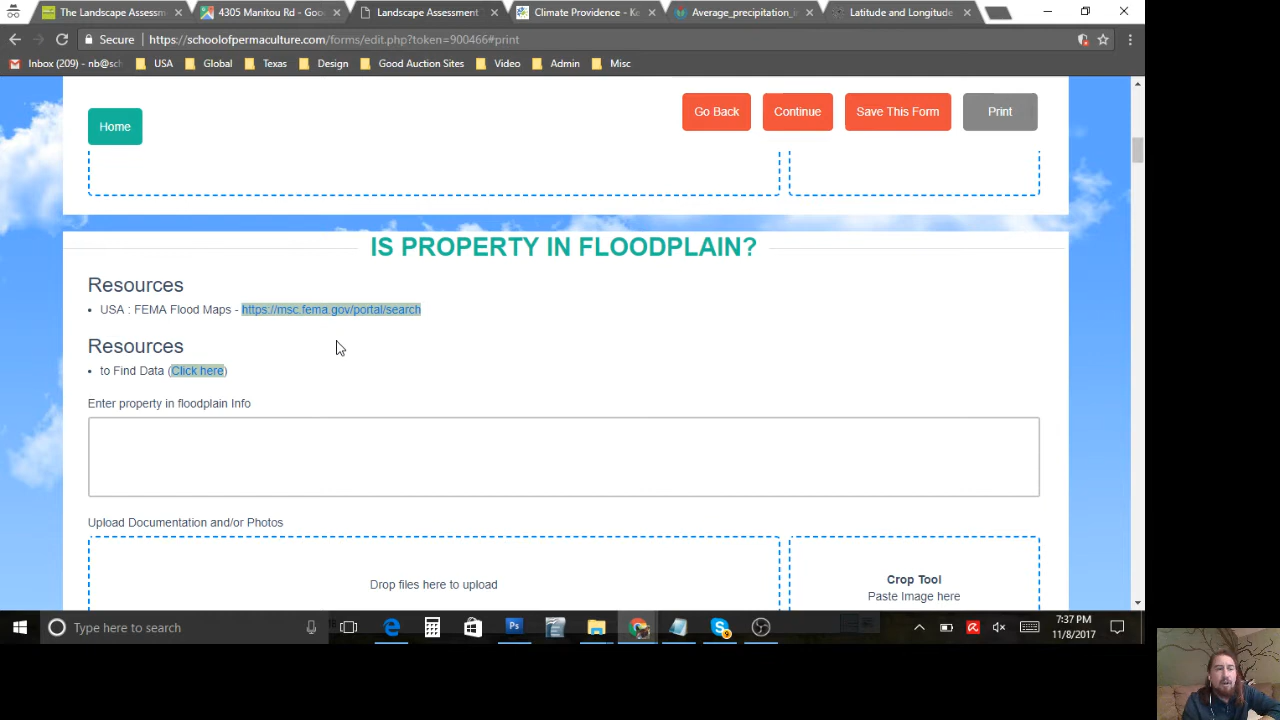 The Landscape Assessm
4305 Manitou Rd - Goo
Landscape Assessment
Climate Providence - Ko
Average_precipitation_i
Latitude and Longitude
Secure
https://schoolofpermaculture.com/forms/edit.php?token=900466#print
Inbox (209) - nb@sch
USA
Global
Texas
Design
Good Auction Sites
Video
Admin
Misc
Home
Go Back
Continue
Save This Form
Print
IS PROPERTY IN FLOODPLAIN?
Resources
• USA : FEMA Flood Maps - https://msc.fema.gov/portal/search
Resources
• to Find Data (Click here)
Enter property in floodplain Info
Upload Documentation and/or Photos
Drop files here to upload
Crop Tool
Paste Image here
Type here to search
Ps
9
7:37 PM
11/8/2017